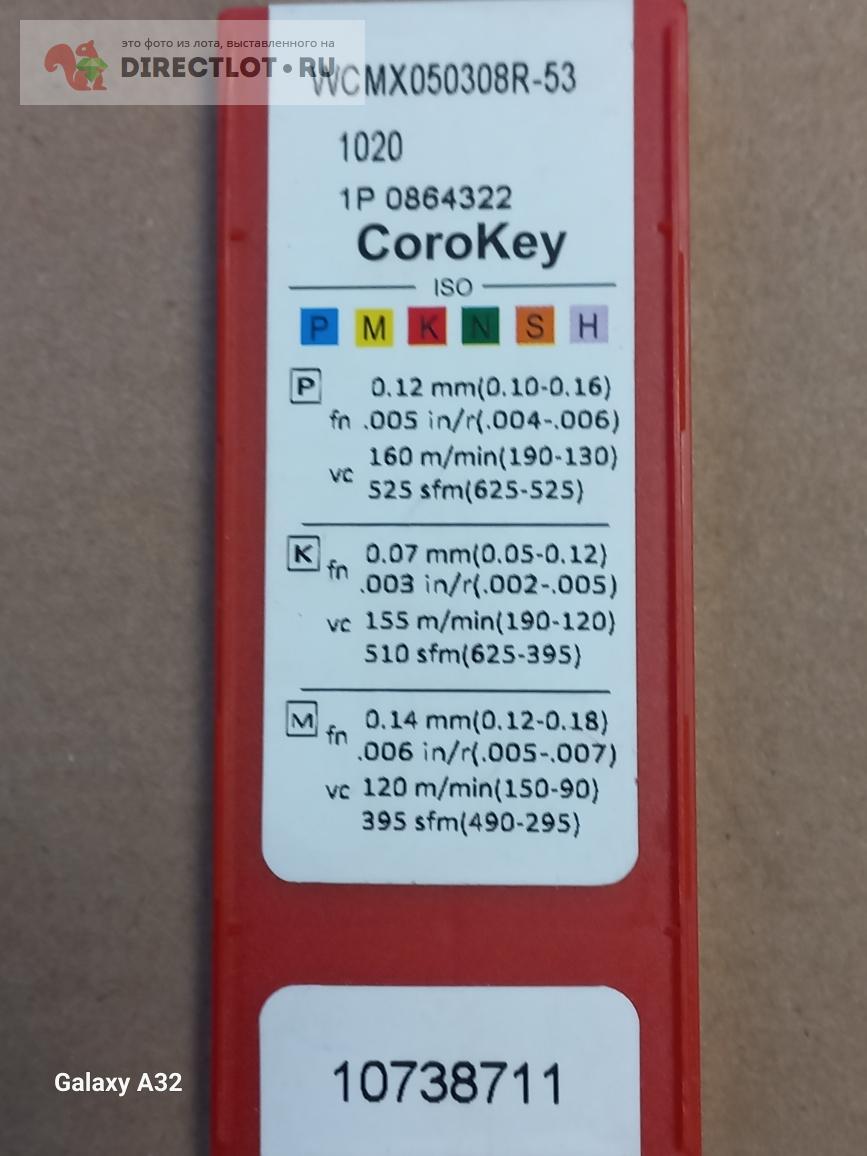 это фото из лота, выставленного на
DIRECTLOT•RU
WCMX050308R-53
1020
1P 0864322
CoroKey
ISO
P M K N S H
P 0.12 mm(0.10-0.16)
fn .005 in/r(.004-.006)
vc 160 m/min(190-130)
525 sfm(625-525)
K fn 0.07 mm(0.05-0.12)
.003 in/r(.002-.005)
vc 155 m/min(190-120)
510 sfm(625-395)
M fn 0.14 mm(0.12-0.18)
.006 in/r(.005-.007)
vc 120 m/min(150-90)
395 sfm(490-295)
10738711
Galaxy A32